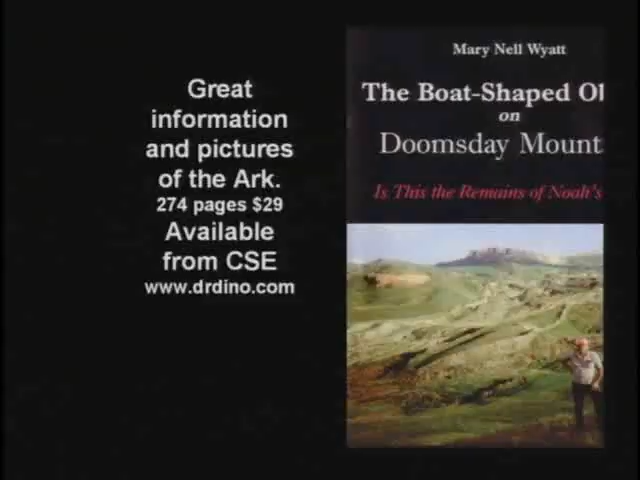 Great
information
and pictures
of the Ark.
274 pages $29
Available
from CSE
www.drdino.com
Mary Nell Wyatt
The Boat-Shaped Ob
on
Doomsday Mount
Is This the Remains of Noah's